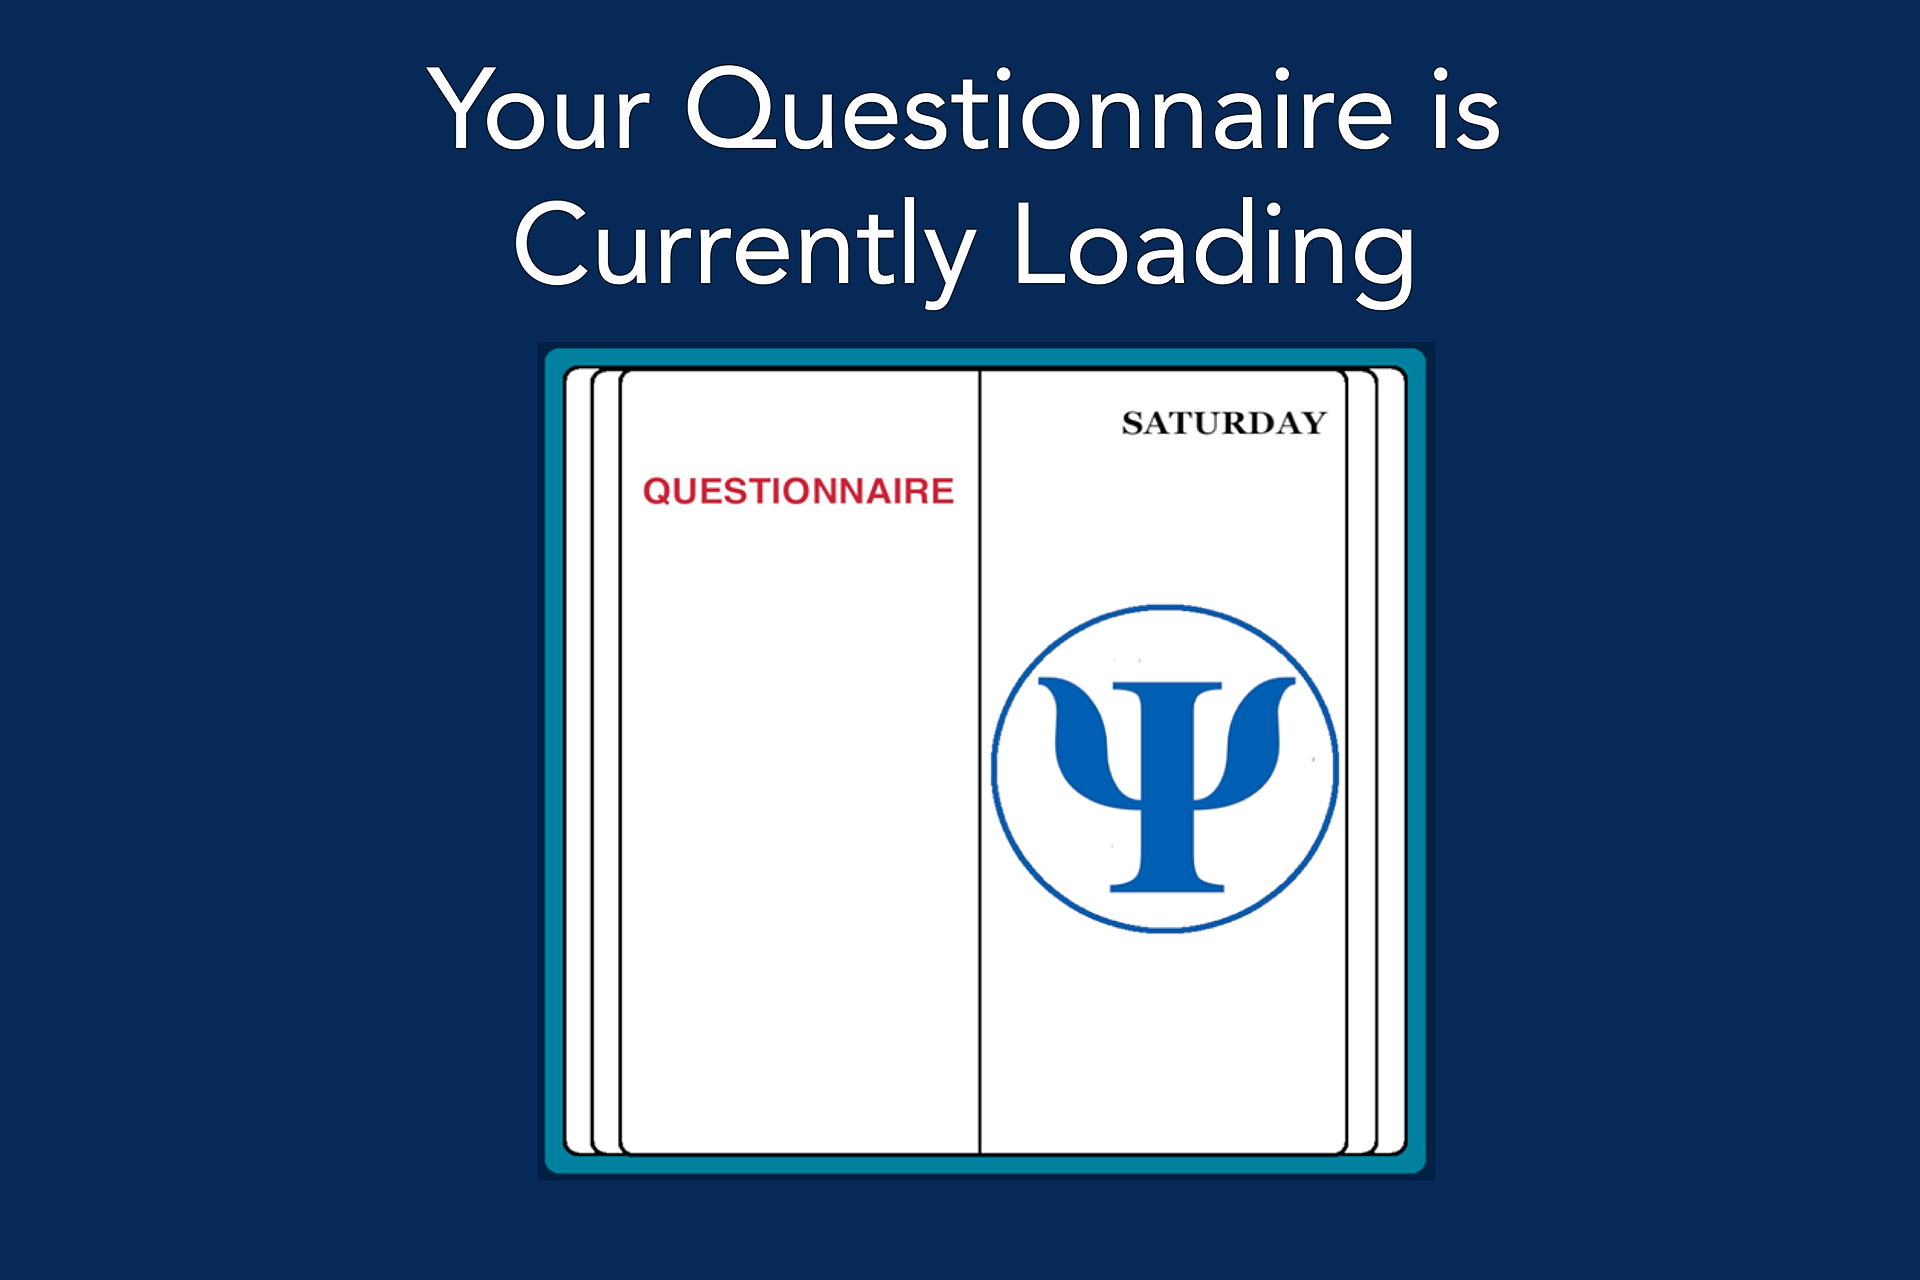 Your Questionnaire is
Currently Loading
SATURDAY
QUESTIONNAIRE
Ψ